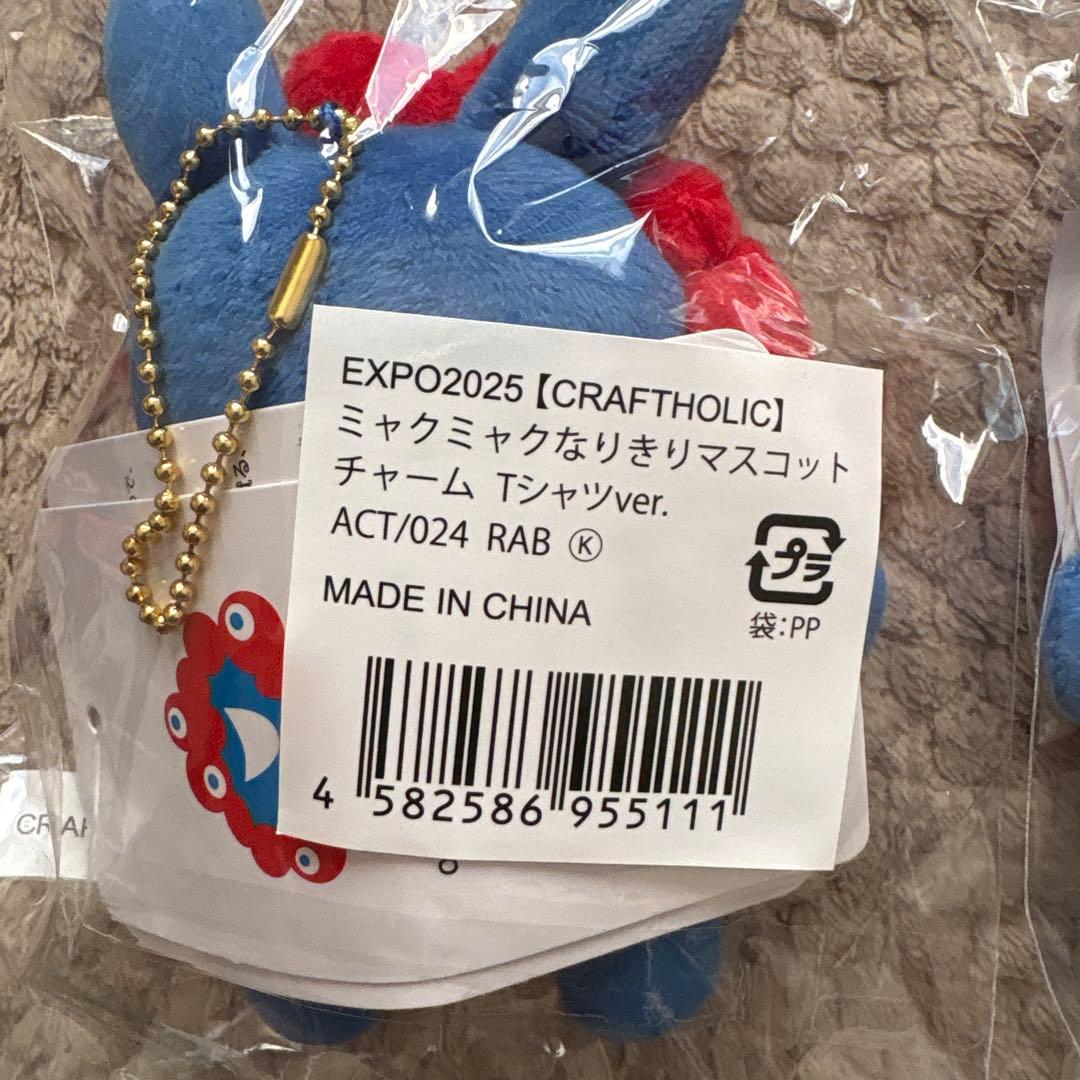 EXPO2025【CRAFTHOLIC】
ミャクミャクなりきりマスコット
チャーム Tシャツver.
ACT/024 RAB Ⓚ
MADE IN CHINA
プラ
袋:PP
4 582586 955111